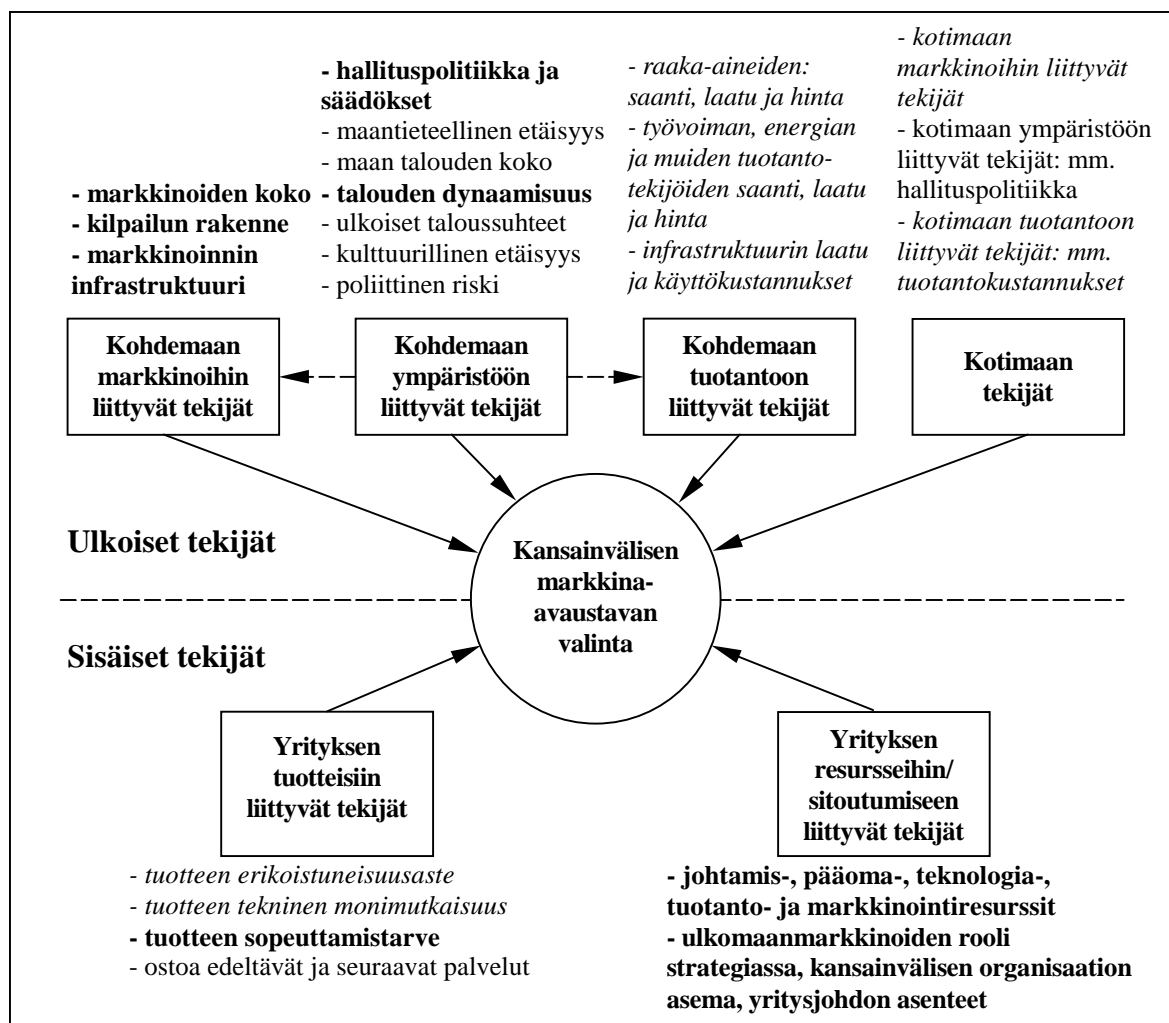 - markkinoiden koko
- kilpailun rakenne
- markkinoinnin
infrastruktuuri
- hallituspolitiikka ja
säädökset
- maantieteellinen etäisyys
- maan talouden koko
- talouden dynaamisuus
- ulkoiset taloussuhteet
- kulttuurillinen etäisyys
- poliittinen riski
- raaka-aineiden:
saanti, laatu ja hinta
- työvoiman, energian
ja muiden tuotanto-
tekijöiden saanti, laatu
ja hinta
- infrastruktuurin laatu
ja käyttökustannukset
- kotimaan
markkinoihin liittyvät
tekijät
- kotimaan ympäristöön
liittyvät tekijät: mm.
hallituspolitiikka
- kotimaan tuotantoon
liittyvät tekijät: mm.
tuotantokustannukset
Kohdemaan
markkinoihin
liittyvät tekijät
Kohdemaan
ympäristöön
liittyvät tekijät
Kohdemaan
tuotantoon
liittyvät tekijät
Kotimaan
tekijät
Ulkoiset tekijät
Kansainvälisen
markkina-
avaustavan
valinta
Sisäiset tekijät
Yrityksen
tuotteisiin
liittyvät tekijät
Yrityksen
resursseihin/
sitoutumiseen
liittyvät tekijät
- tuotteen erikoistuneisuusaste
- tuotteen tekninen monimutkaisuus
- tuotteen sopeuttamistarve
- ostoa edeltävät ja seuraavat palvelut
- johtamis-, pääoma-, teknologia-,
tuotanto- ja markkinointiresurssit
- ulkomaanmarkkinoiden rooli
strategiassa, kansainvälisen organisaation
asema, yritysjohdon asenteet